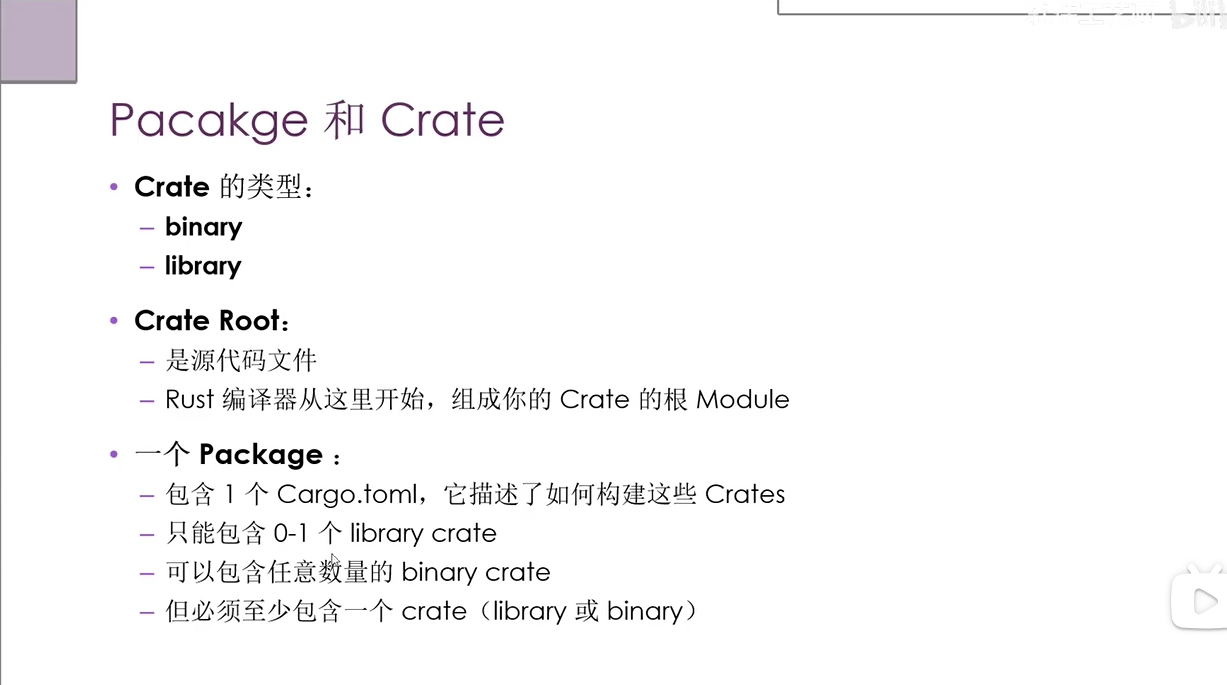 Pacakge 和 Crate
• Crate 的类型：
– binary
– library
• Crate Root：
– 是源代码文件
– Rust 编译器从这里开始，组成你的 Crate 的根 Module
• 一个 Package ：
– 包含 1 个 Cargo.toml，它描述了如何构建这些 Crates
– 只能包含 0-1 个 library crate
– 可以包含任意数量的 binary crate
– 但必须至少包含一个 crate（library 或 binary）